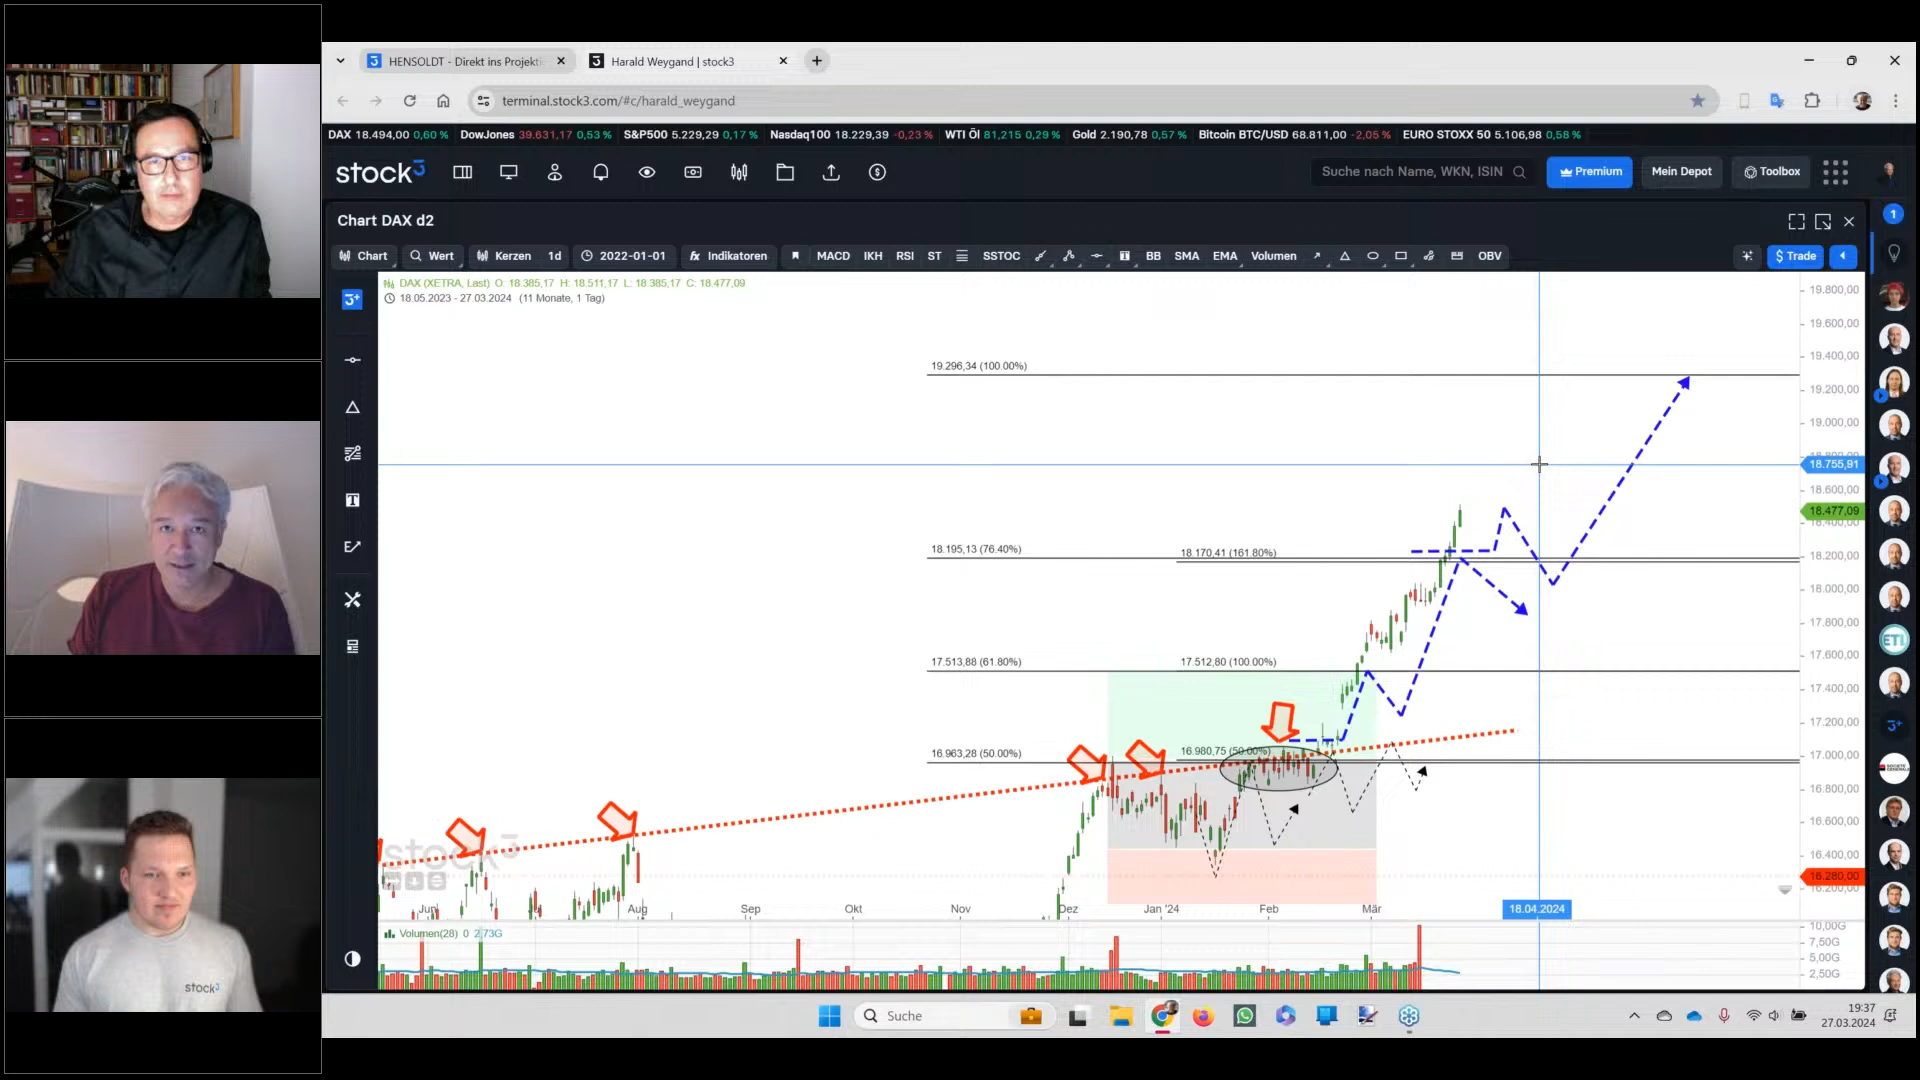 HENSOLDT - Direkt ins Projekti
Harald Weygand | stock3
terminal.stock3.com/#c/harald_weygand
DAX 18.494,00 0,60 % DowJones 39.631,17 0,53 % S&P500 5.229,29 0,17 % Nasdaq100 18.229,39 -0,23 % WTI Öl 81,215 0,29 % Gold 2.190,78 0,57 % Bitcoin BTC/USD 68.811,00 -2,05 % EURO STOXX 50 5.106,98 0,58 %
stock3
Suche nach Name, WKN, ISIN
Premium
Mein Depot
Toolbox
Chart DAX d2
1
Chart Wert Kerzen 1d 2022-01-01 fx Indikatoren MACD IKH RSI ST SSTOC BB SMA EMA Volumen OBV $ Trade
DAX (XETRA, Last) O: 18.385,17 H: 18.511,17 L: 18.385,17 C: 18.477,09
18.05.2023 - 27.03.2024 (11 Monate, 1 Tag)
19.800,00
19.600,00
19.400,00
19.296,34 (100.00%)
19.200,00
19.000,00
18.755,91
18.600,00
18.477,09
18.400,00
18.195,13 (76.40%)
18.170,41 (161.80%)
18.200,00
18.000,00
17.800,00
17.600,00
17.513,88 (61.80%)
17.512,80 (100.00%)
17.400,00
17.200,00
16.963,28 (50.00%)
16.980,75 (50.00%)
17.000,00
16.800,00
16.600,00
16.400,00
stock3
16.280,00
16.200,00
Jun Aug Sep Okt Nov Dez Jan '24 Feb Mär 18.04.2024
Volumen(28) 0 2,73G
10,00G
7,50G
5,00G
2,50G
ETI
stock3
Suche
19:37
27.03.2024